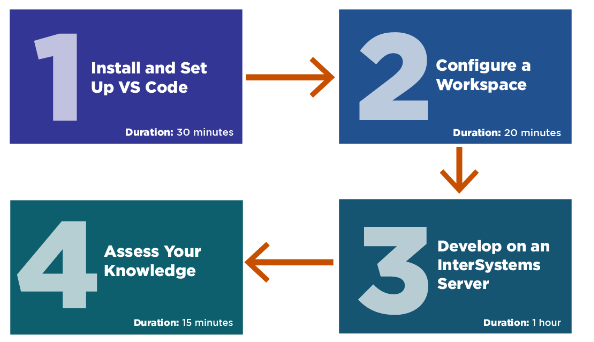 1
Install and Set
Up VS Code
Duration: 30 minutes
2
Configure a
Workspace
Duration: 20 minutes
3
Develop on an
InterSystems
Server
Duration: 1 hour
4
Assess Your
Knowledge
Duration: 15 minutes